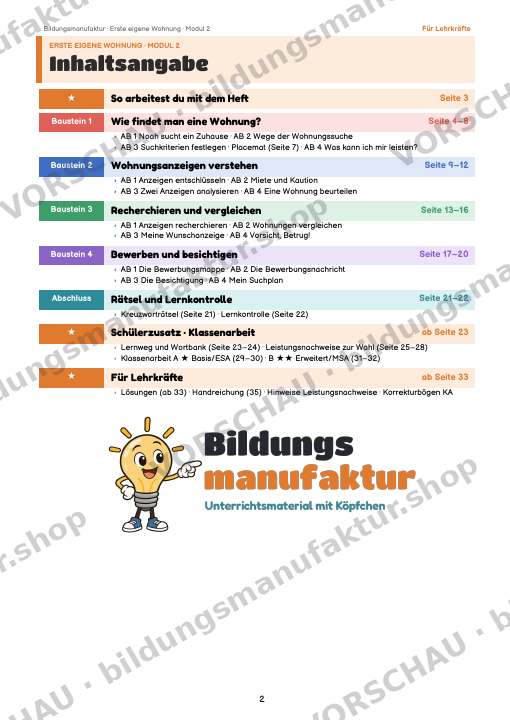 Bildungsmanufaktur · Erste eigene Wohnung · Modul 2
Für Lehrkräfte
ERSTE EIGENE WOHNUNG · MODUL 2
Inhaltsangabe
★ So arbeitest du mit dem Heft Seite 3
Baustein 1 Wie findet man eine Wohnung? Seite 4–8
◦ AB 1 Noch sucht ein Zuhause · AB 2 Wege der Wohnungssuche
◦ AB 3 Suchkriterien festlegen · Placemat (Seite 7) · AB 4 Was kann ich mir leisten?
Baustein 2 Wohnungsanzeigen verstehen Seite 9–12
◦ AB 1 Anzeigen entschlüsseln · AB 2 Miete und Kaution
◦ AB 3 Zwei Anzeigen analysieren · AB 4 Eine Wohnung beurteilen
Baustein 3 Recherchieren und vergleichen Seite 13–16
◦ AB 1 Anzeigen recherchieren · AB 2 Wohnungen vergleichen
◦ AB 3 Meine Wunschanzeige · AB 4 Vorsicht, Betrug!
Baustein 4 Bewerben und besichtigen Seite 17–20
◦ AB 1 Die Bewerbungsmappe · AB 2 Die Bewerbungsnachricht
◦ AB 3 Die Besichtigung · AB 4 Mein Suchplan
Abschluss Rätsel und Lernkontrolle Seite 21–22
◦ Kreuzworträtsel (Seite 21) · Lernkontrolle (Seite 22)
★ Schülerzusatz · Klassenarbeit ab Seite 23
◦ Lernweg und Wortbank (Seite 23–24) · Leistungsnachweise zur Wahl (Seite 25–28)
◦ Klassenarbeit A ★ Basis/ESA (29–30) · B ★★ Erweitert/MSA (31–32)
★ Für Lehrkräfte ab Seite 33
◦ Lösungen (ab 33) · Handreichung (35) · Hinweise Leistungsnachweise · Korrekturbögen KA
Bildungs
manufaktur
Unterrichtsmaterial mit Köpfchen
VORSCHAU · bildungsmanufaktur.shop
2